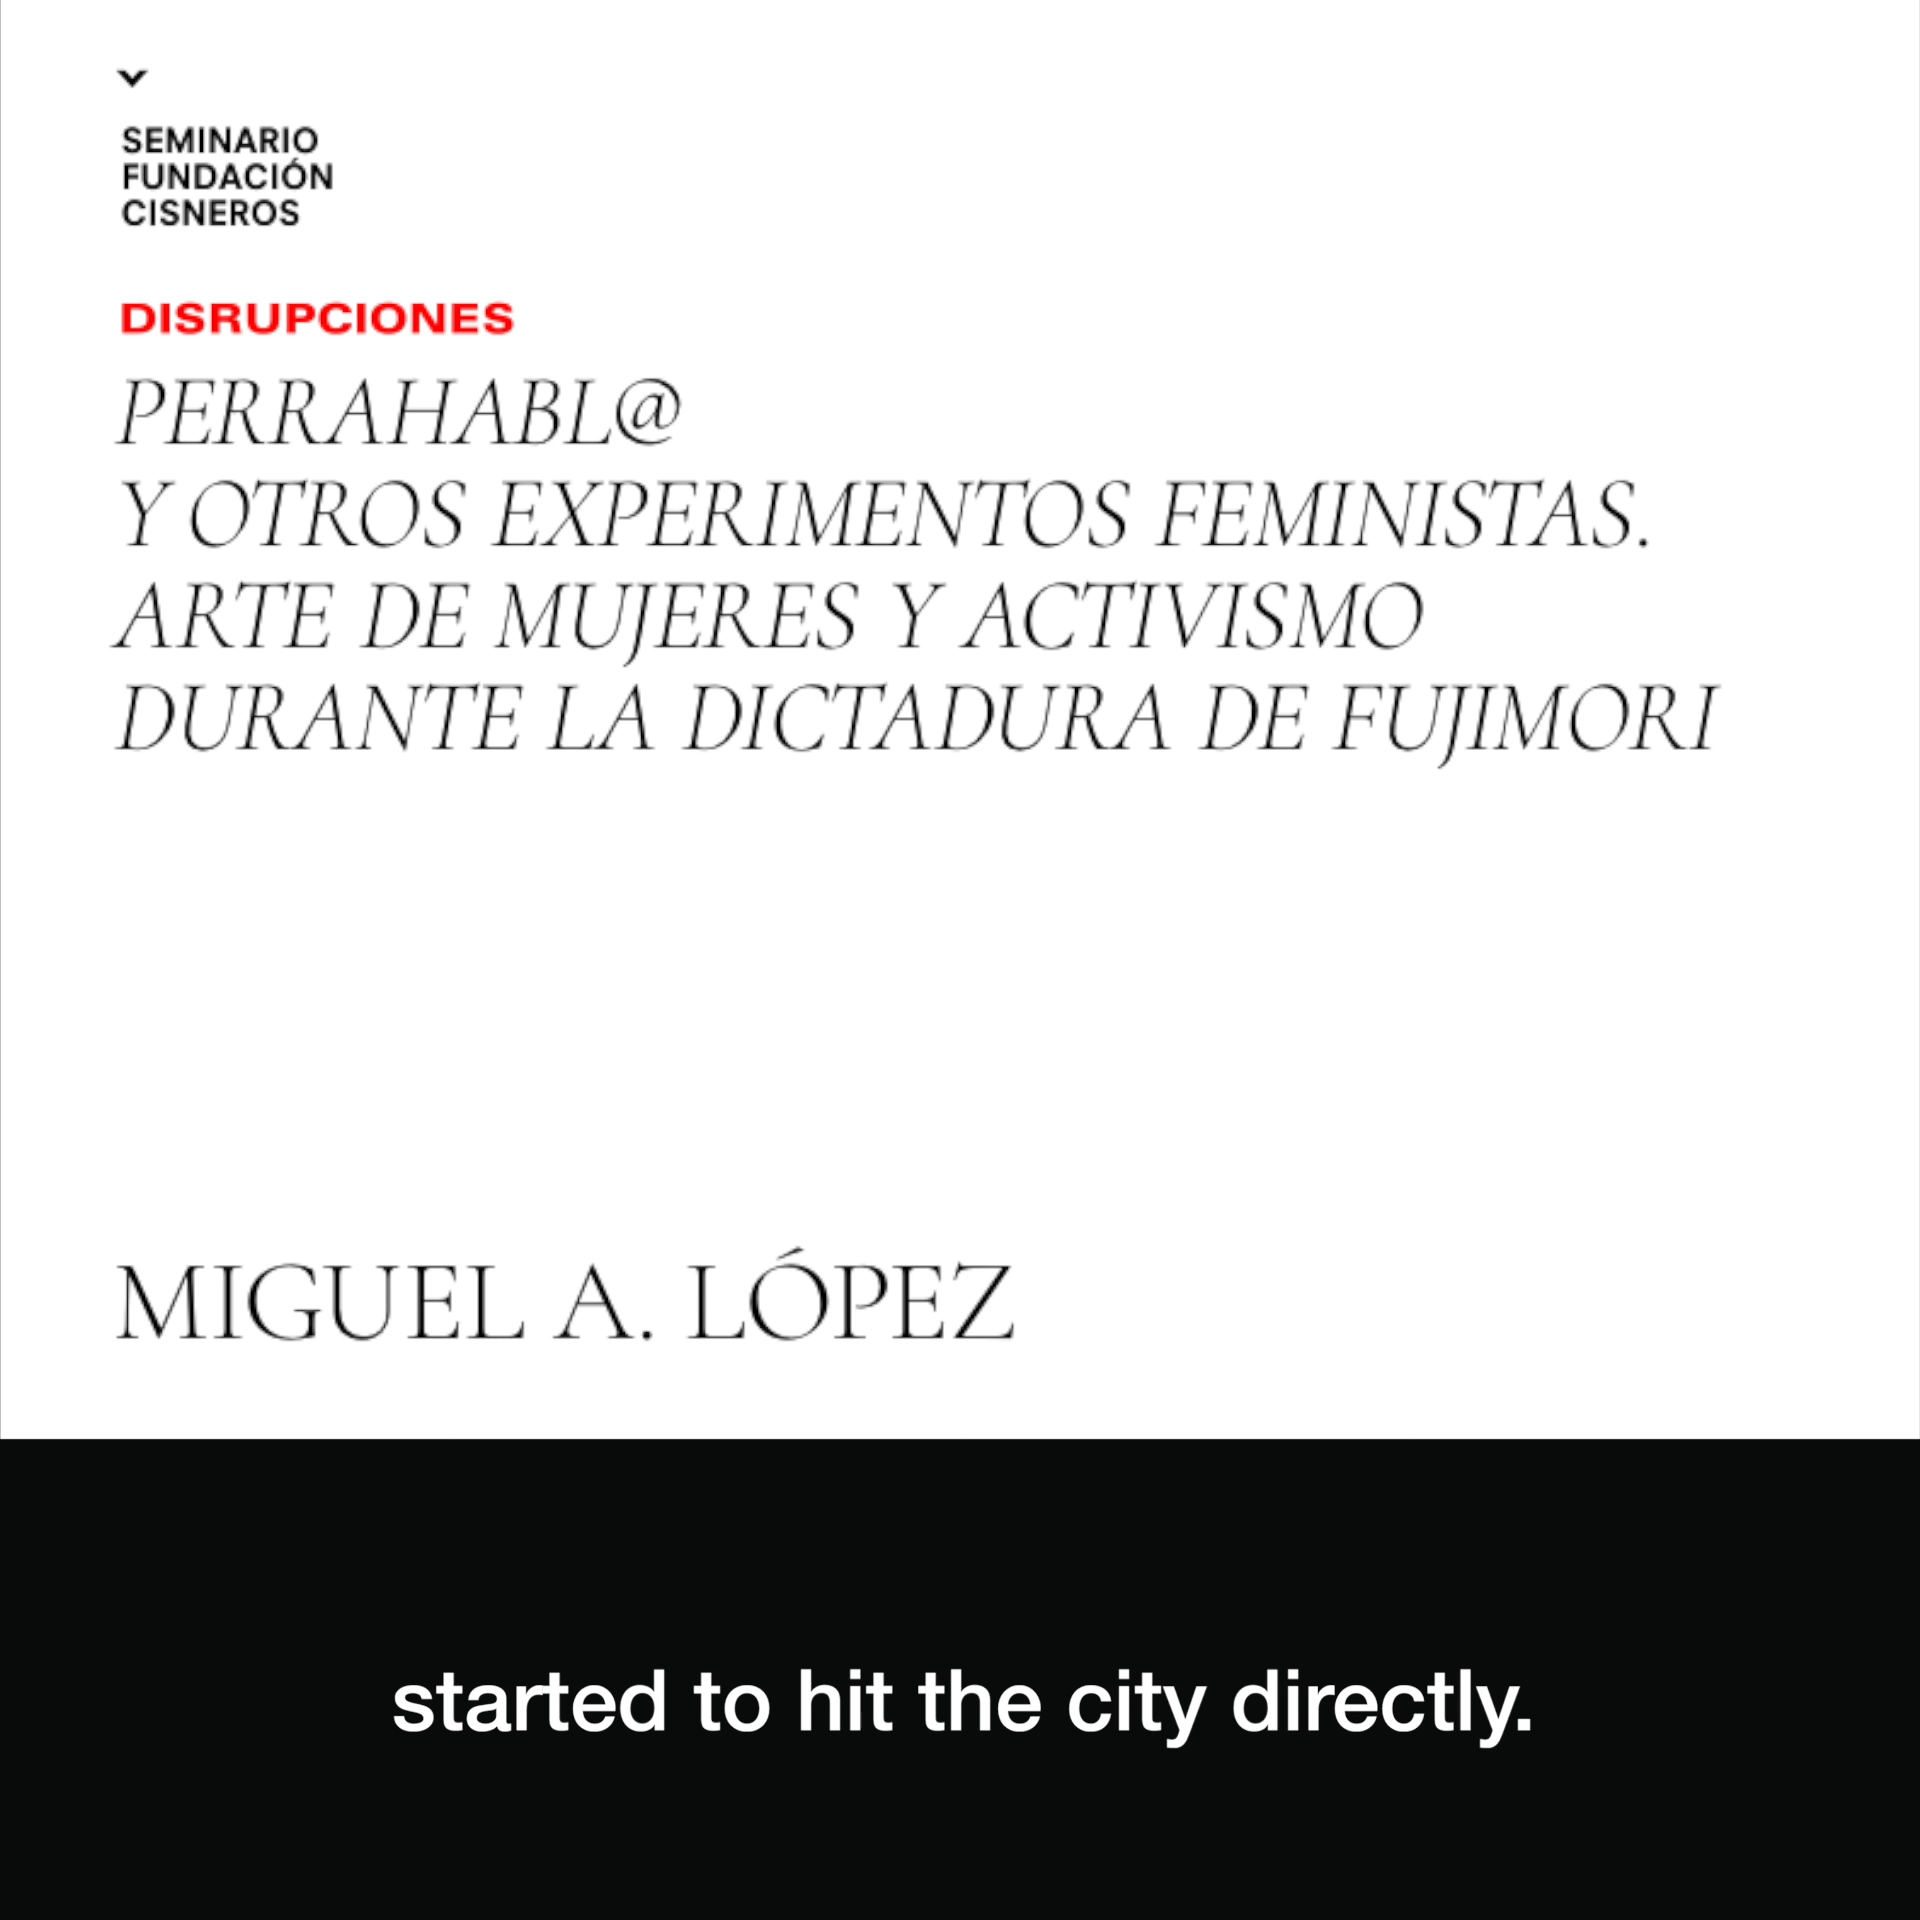 SEMINARIO
FUNDACIÓN
CISNEROS
DISRUPCIONES
PERRAHABL@
Y OTROS EXPERIMENTOS FEMINISTAS.
ARTE DE MUJERES Y ACTIVISMO
DURANTE LA DICTADURA DE FUJIMORI
MIGUEL A. LÓPEZ
started to hit the city directly.